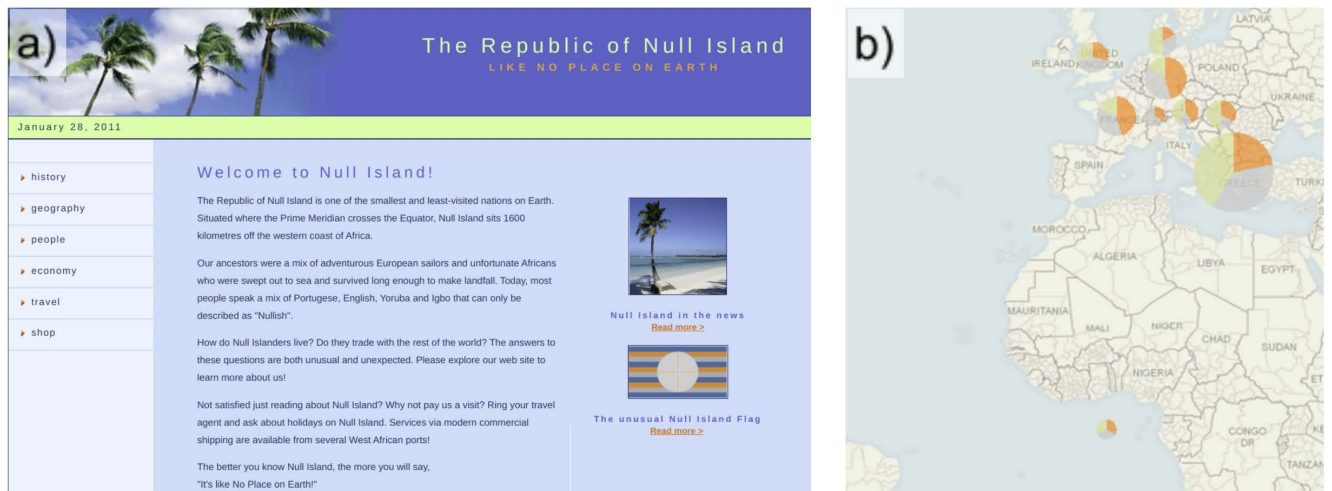 a)
The Republic of Null Island
LIKE NO PLACE ON EARTH
January 28, 2011
history
geography
people
economy
travel
shop
Welcome to Null Island!
The Republic of Null Island is one of the smallest and least-visited nations on Earth.
Situated where the Prime Meridian crosses the Equator, Null Island sits 1600
kilometres off the western coast of Africa.
Our ancestors were a mix of adventurous European sailors and unfortunate Africans
who were swept out to sea and survived long enough to make landfall. Today, most
people speak a mix of Portugese, English, Yoruba and Igbo that can only be
described as "Nullish".
How do Null Islanders live? Do they trade with the rest of the world? The answers to
these questions are both unusual and unexpected. Please explore our web site to
learn more about us!
Not satisfied just reading about Null Island? Why not pay us a visit? Ring your travel
agent and ask about holidays on Null Island. Services via modern commercial
shipping are available from several West African ports!
The better you know Null Island, the more you will say,
"It's like No Place on Earth!"
Null Island in the news
Read more >
The unusual Null Island Flag
Read more >
b)
LATVIA
UNITED
KINGDOM
IRELAND
POLAND
UKRAINE
FRANCE
ITALY
SPAIN
GREECE
TURK
MOROCCO
ALGERIA
LIBYA
EGYPT
MAURITANIA
MALI
NIGER
CHAD
SUDAN
NIGERIA
ET
CONGO
DR
KE
TANZAN